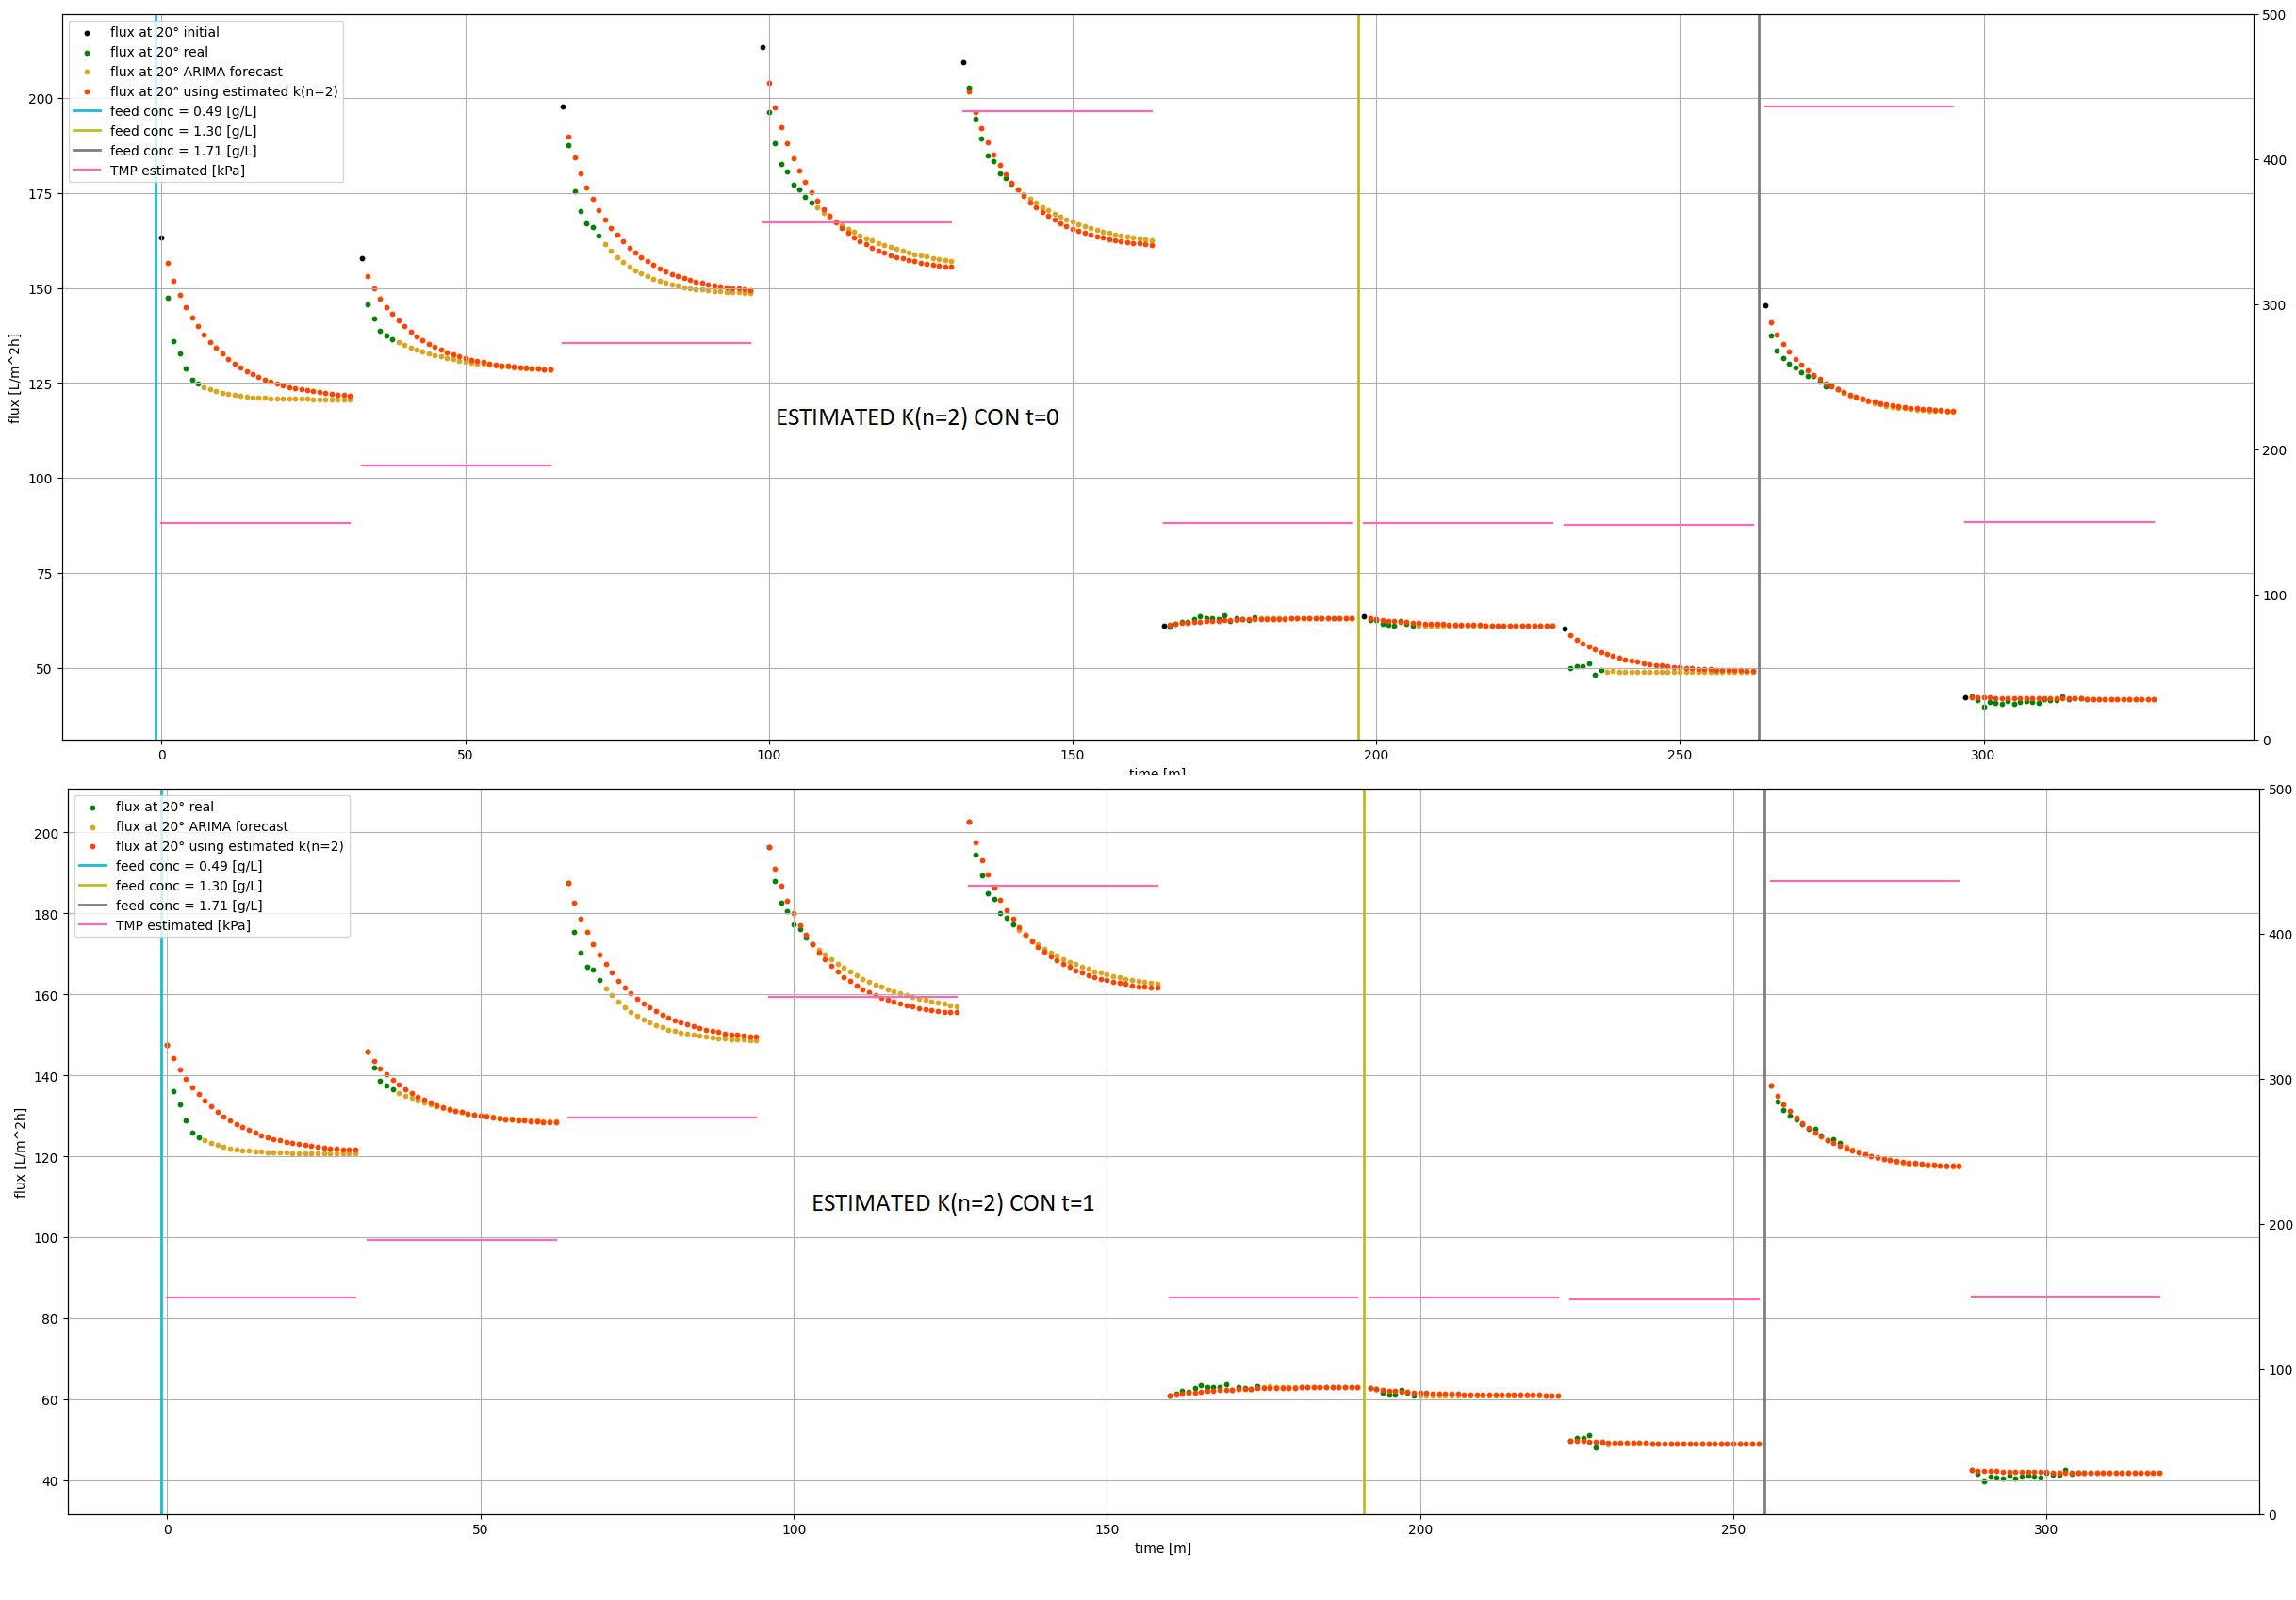 flux at 20° initial
flux at 20° real
flux at 20° ARIMA forecast
flux at 20° using estimated k(n=2)
feed conc = 0.49 [g/L]
feed conc = 1.30 [g/L]
feed conc = 1.71 [g/L]
TMP estimated [kPa]
flux [L/m^2h]
200
175
150
125
100
75
50
500
400
300
200
100
0
ESTIMATED K(n=2) CON t=0
0 50 100 150 200 250 300
time [m]
flux at 20° real
flux at 20° ARIMA forecast
flux at 20° using estimated k(n=2)
feed conc = 0.49 [g/L]
feed conc = 1.30 [g/L]
feed conc = 1.71 [g/L]
TMP estimated [kPa]
flux [L/m^2h]
200
180
160
140
120
100
80
60
40
500
400
300
200
100
0
ESTIMATED K(n=2) CON t=1
0 50 100 150 200 250 300
time [m]